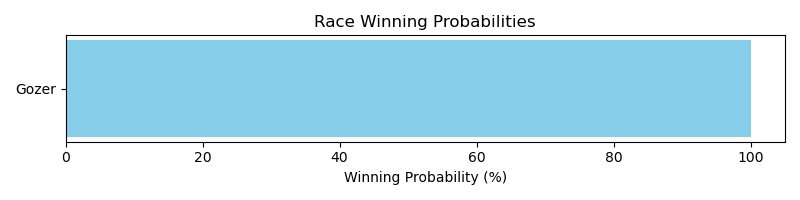 Race Winning Probabilities
Gozer
0 20 40 60 80 100
Winning Probability (%)